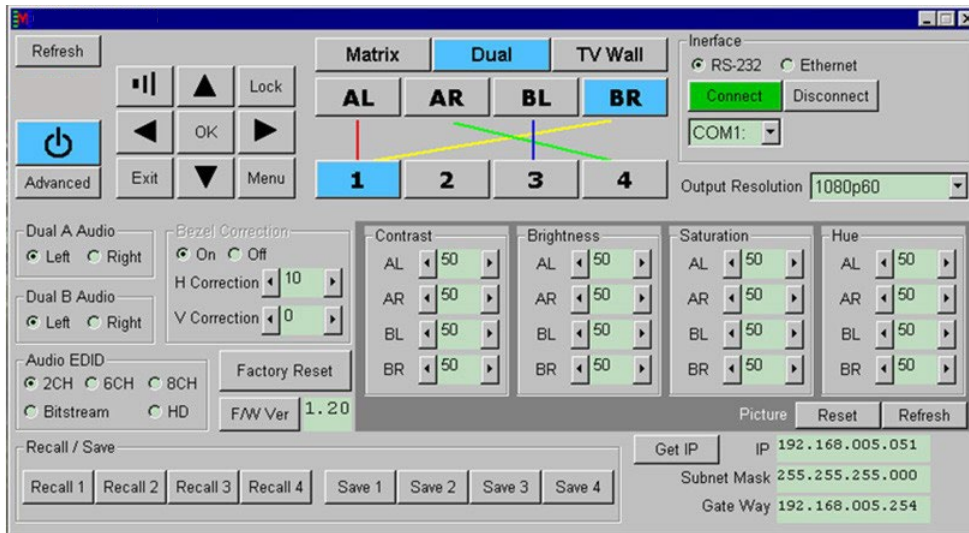 Refresh
Lock
OK
Exit
Menu
Advanced
Matrix Dual TV Wall
AL AR BL BR
1 2 3 4
Inerface
RS-232 Ethernet
Connect Disconnect
COM1:
Output Resolution 1080p60
Dual A Audio
Left Right
Dual B Audio
Left Right
Bezel Correction
On Off
H Correction 10
V Correction 0
Audio EDID
2CH 6CH 8CH
Bitstream HD
Factory Reset
F/W Ver 1.20
Contrast
AL 50
AR 50
BL 50
BR 50
Brightness
AL 50
AR 50
BL 50
BR 50
Saturation
AL 50
AR 50
BL 50
BR 50
Hue
AL 50
AR 50
BL 50
BR 50
Picture Reset Refresh
Recall / Save
Recall 1 Recall 2 Recall 3 Recall 4 Save 1 Save 2 Save 3 Save 4
Get IP IP 192.168.005.051
Subnet Mask 255.255.255.000
Gate Way 192.168.005.254